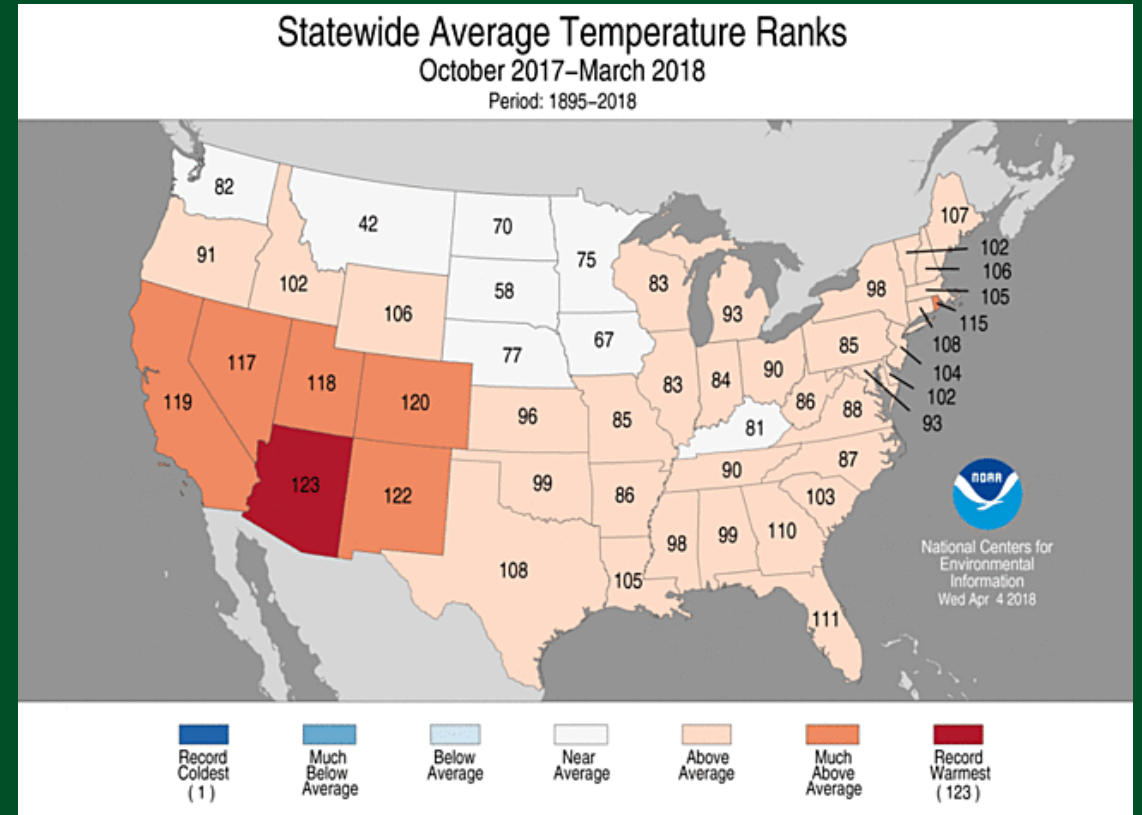 Statewide Average Temperature Ranks
October 2017–March 2018
Period: 1895–2018
82
42
70
75
107
91
102
106
58
83
93
98
102
106
105
115
108
104
102
93
77
67
85
90
84
83
86
88
81
87
90
103
119
117
118
120
96
85
123
122
99
86
98
99
110
108
105
111
NOAA
National Centers for
Environmental
Information
Wed Apr 4 2018
Record
Coldest
( 1 )
Much
Below
Average
Below
Average
Near
Average
Above
Average
Much
Above
Average
Record
Warmest
( 123 )